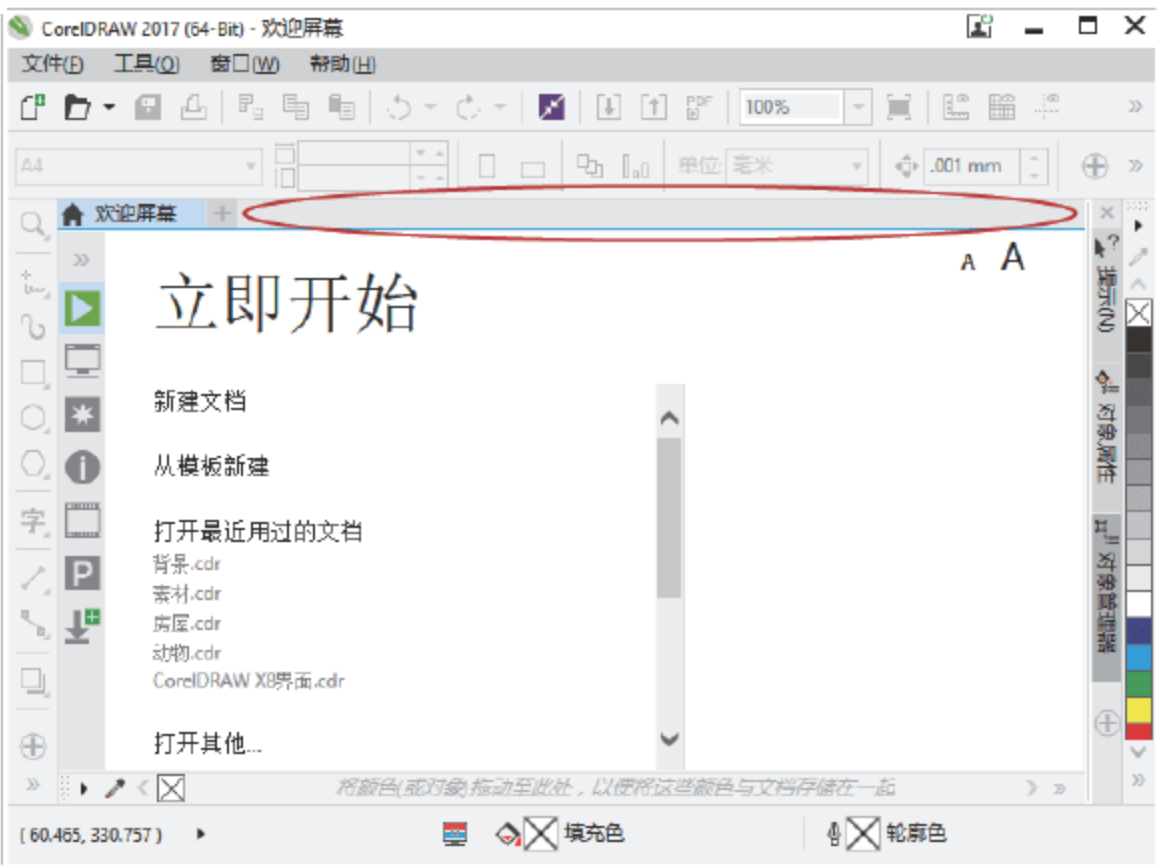 CorelDRAW 2017 (64-Bit) - 欢迎屏幕
文件(F) 工具(O) 窗口(W) 帮助(H)
PDF 100%
A4 单位: 毫米 .001 mm
欢迎屏幕
A A
立即开始
新建文档
从模板新建
打开最近用过的文档
背景.cdr
素材.cdr
房屋.cdr
动物.cdr
CorelDRAW X8界面.cdr
打开其他...
字
P
提示(N)
对象属性
对象管理器
将颜色(或对象)拖动至此处，以便将这些颜色与文档存储在一起
( 60.465, 330.757 ) 填充色 轮廓色